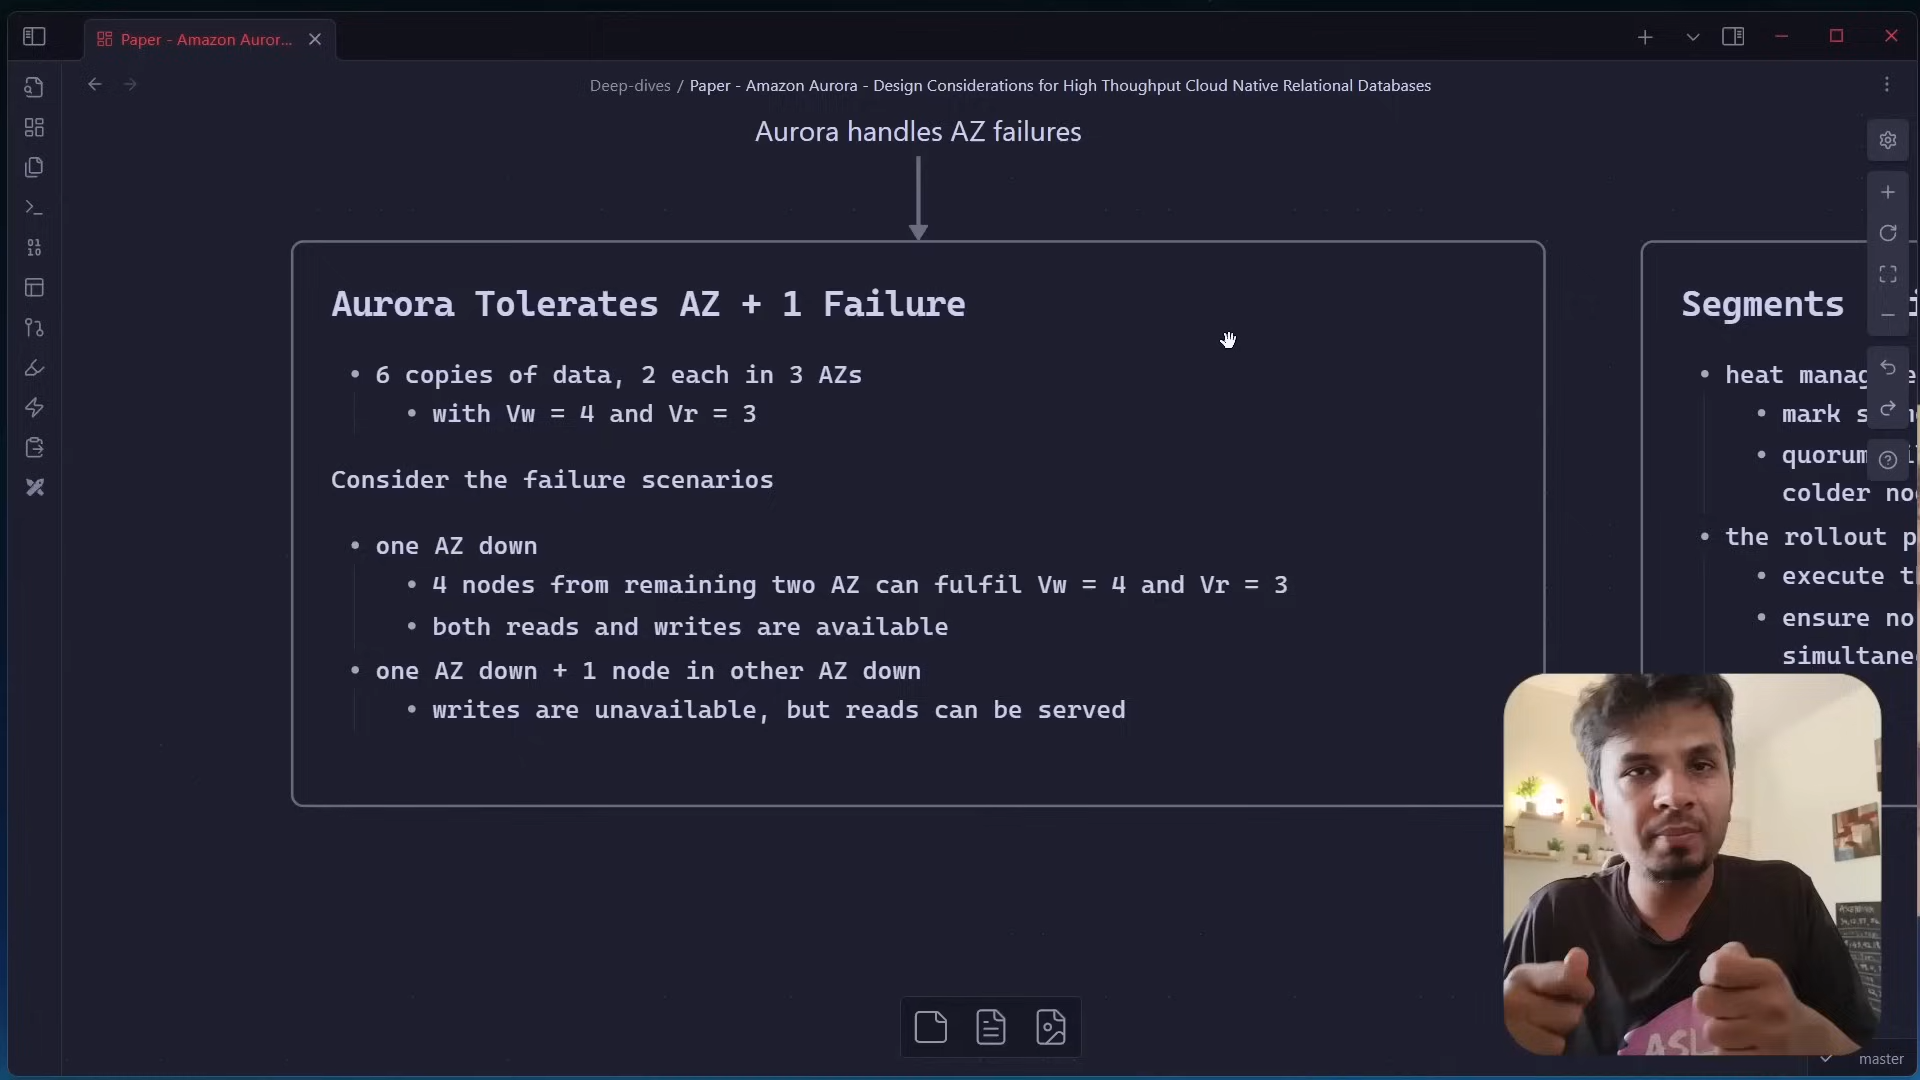 Paper - Amazon Auror...
Deep-dives / Paper - Amazon Aurora - Design Considerations for High Thoughput Cloud Native Relational Databases
Aurora handles AZ failures
Aurora Tolerates AZ + 1 Failure
• 6 copies of data, 2 each in 3 AZs
• with Vw = 4 and Vr = 3
Consider the failure scenarios
• one AZ down
• 4 nodes from remaining two AZ can fulfil Vw = 4 and Vr = 3
• both reads and writes are available
• one AZ down + 1 node in other AZ down
• writes are unavailable, but reads can be served
Segments
• heat
• mark
• quorum
colder
• the rollout
• execute
• ensure
master